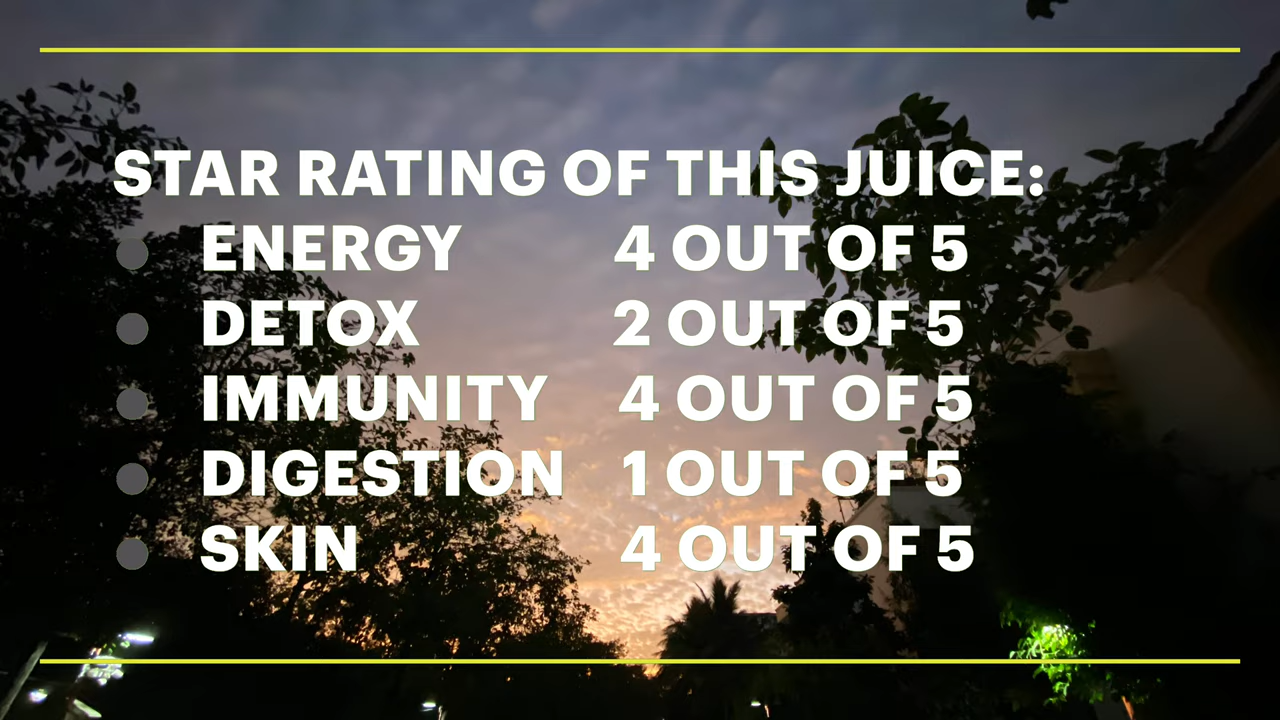 STAR RATING OF THIS JUICE:
ENERGY 4 OUT OF 5
DETOX 2 OUT OF 5
IMMUNITY 4 OUT OF 5
DIGESTION 1 OUT OF 5
SKIN 4 OUT OF 5